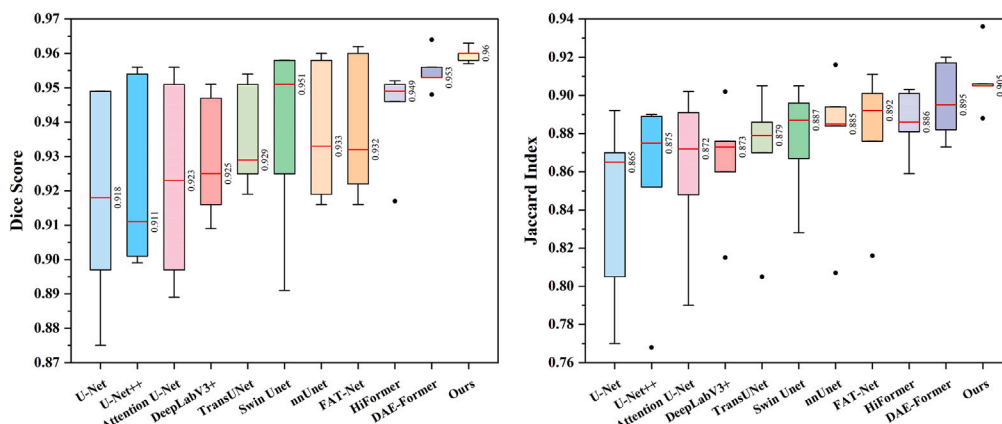 0.97
0.96
0.95
0.94
0.93
0.92
0.91
0.90
0.89
0.88
0.87
Dice Score
0.918
0.911
0.923
0.925
0.929
0.951
0.933
0.932
0.949
0.953
0.96
U-Net
U-Net++
Attention U-Net
DeepLabV3+
TransUNet
Swin Unet
nnUnet
FAT-Net
HiFormer
DAE-Former
Ours
0.94
0.92
0.90
0.88
0.86
0.84
0.82
0.80
0.78
0.76
Jaccard Index
0.865
0.875
0.872
0.873
0.879
0.887
0.885
0.892
0.886
0.895
0.905
U-Net
U-Net++
Attention U-Net
DeepLabV3+
TransUNet
Swin Unet
nnUnet
FAT-Net
HiFormer
DAE-Former
Ours